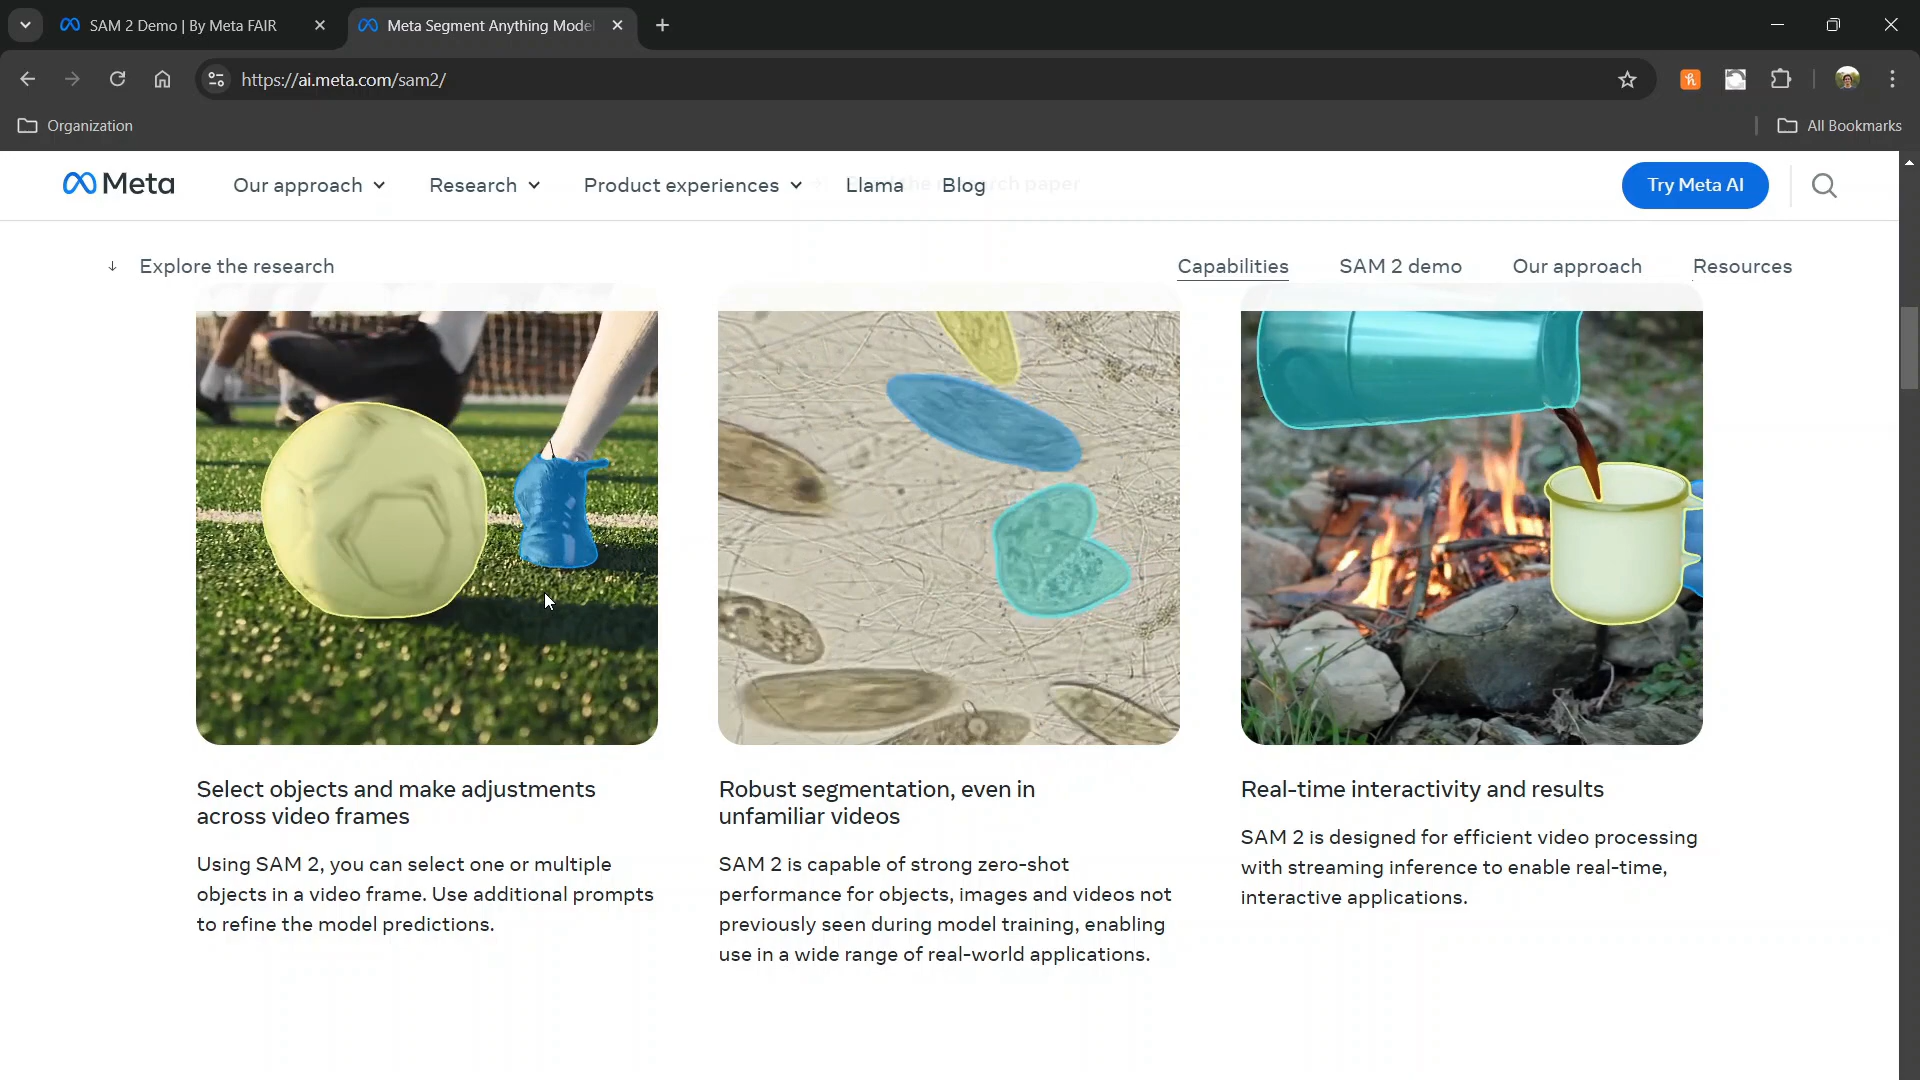 SAM 2 Demo | By Meta FAIR
Meta Segment Anything Mode
https://ai.meta.com/sam2/
Organization
All Bookmarks
Meta
Our approach
Research
Product experiences
Llama
Blog
Try Meta AI
Explore the research
Capabilities
SAM 2 demo
Our approach
Resources
Select objects and make adjustments
across video frames
Using SAM 2, you can select one or multiple
objects in a video frame. Use additional prompts
to refine the model predictions.
Robust segmentation, even in
unfamiliar videos
SAM 2 is capable of strong zero-shot
performance for objects, images and videos not
previously seen during model training, enabling
use in a wide range of real-world applications.
Real-time interactivity and results
SAM 2 is designed for efficient video processing
with streaming inference to enable real-time,
interactive applications.